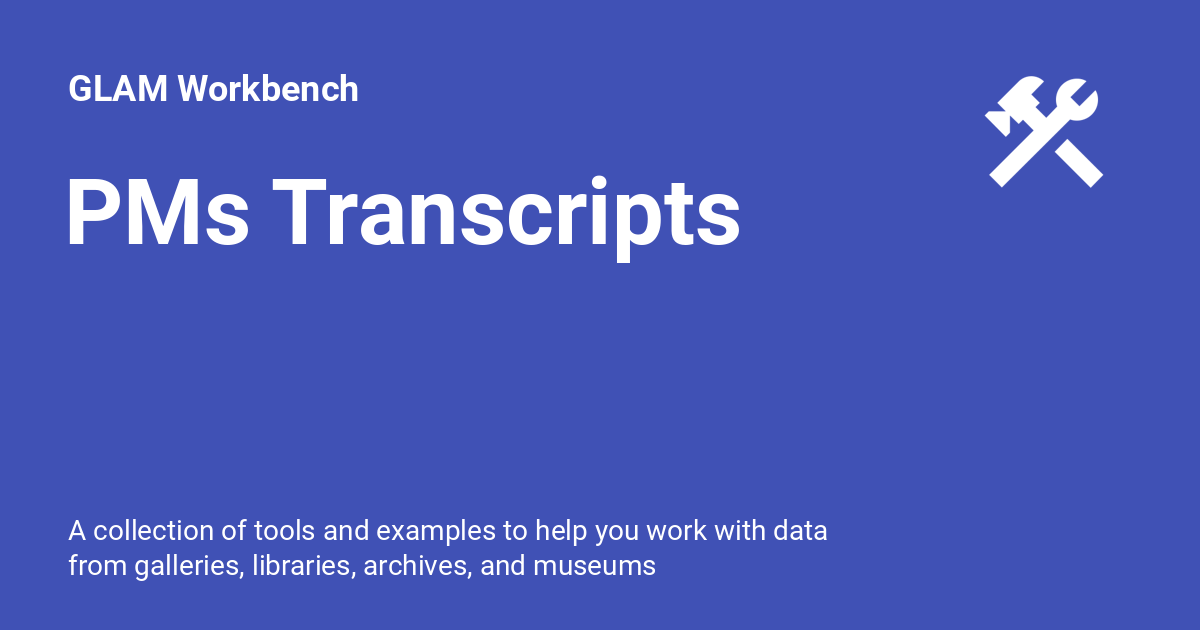 GLAM Workbench
PMs Transcripts
A collection of tools and examples to help you work with data
from galleries, libraries, archives, and museums